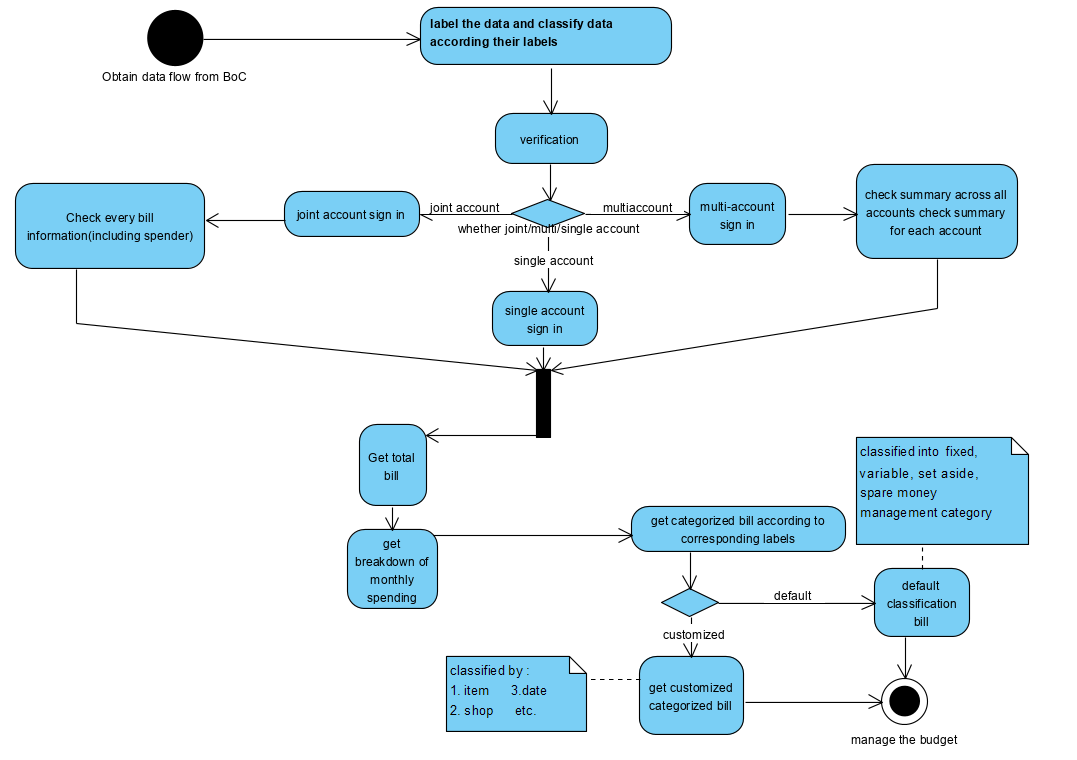 label the data and classify data
according their labels
Obtain data flow from BoC
verification
Check every bill
information(including spender)
joint account sign in
joint account
multiaccount
whether joint/multi/single account
multi-account
sign in
check summary across all
accounts check summary
for each account
single account
single account
sign in
Get total
bill
get
breakdown of
monthly
spending
get categorized bill according to
corresponding labels
classified into fixed,
variable, set aside,
spare money
management category
default
default
classification
bill
customized
classified by :
1. item 3.date
2. shop etc.
get customized
categorized bill
manage the budget